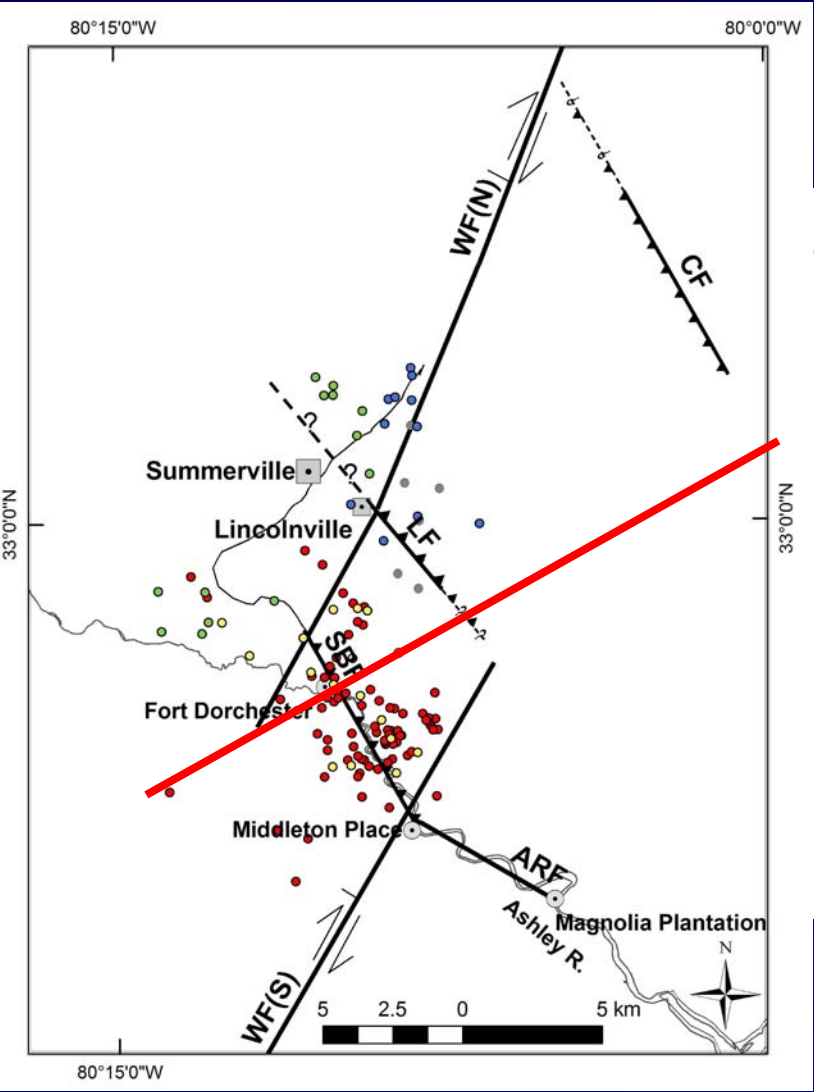 80°15'0"W
80°0'0"W
WF(N)
CF
?
?
Summerville
33°0'0"N
33°0'0"N
Lincolnville
LF
?
?
SBF
Fort Dorchester
Middleton Place
ARF
Ashley R.
Magnolia Plantation
N
WF(S)
5 2.5 0 5 km
80°15'0"W